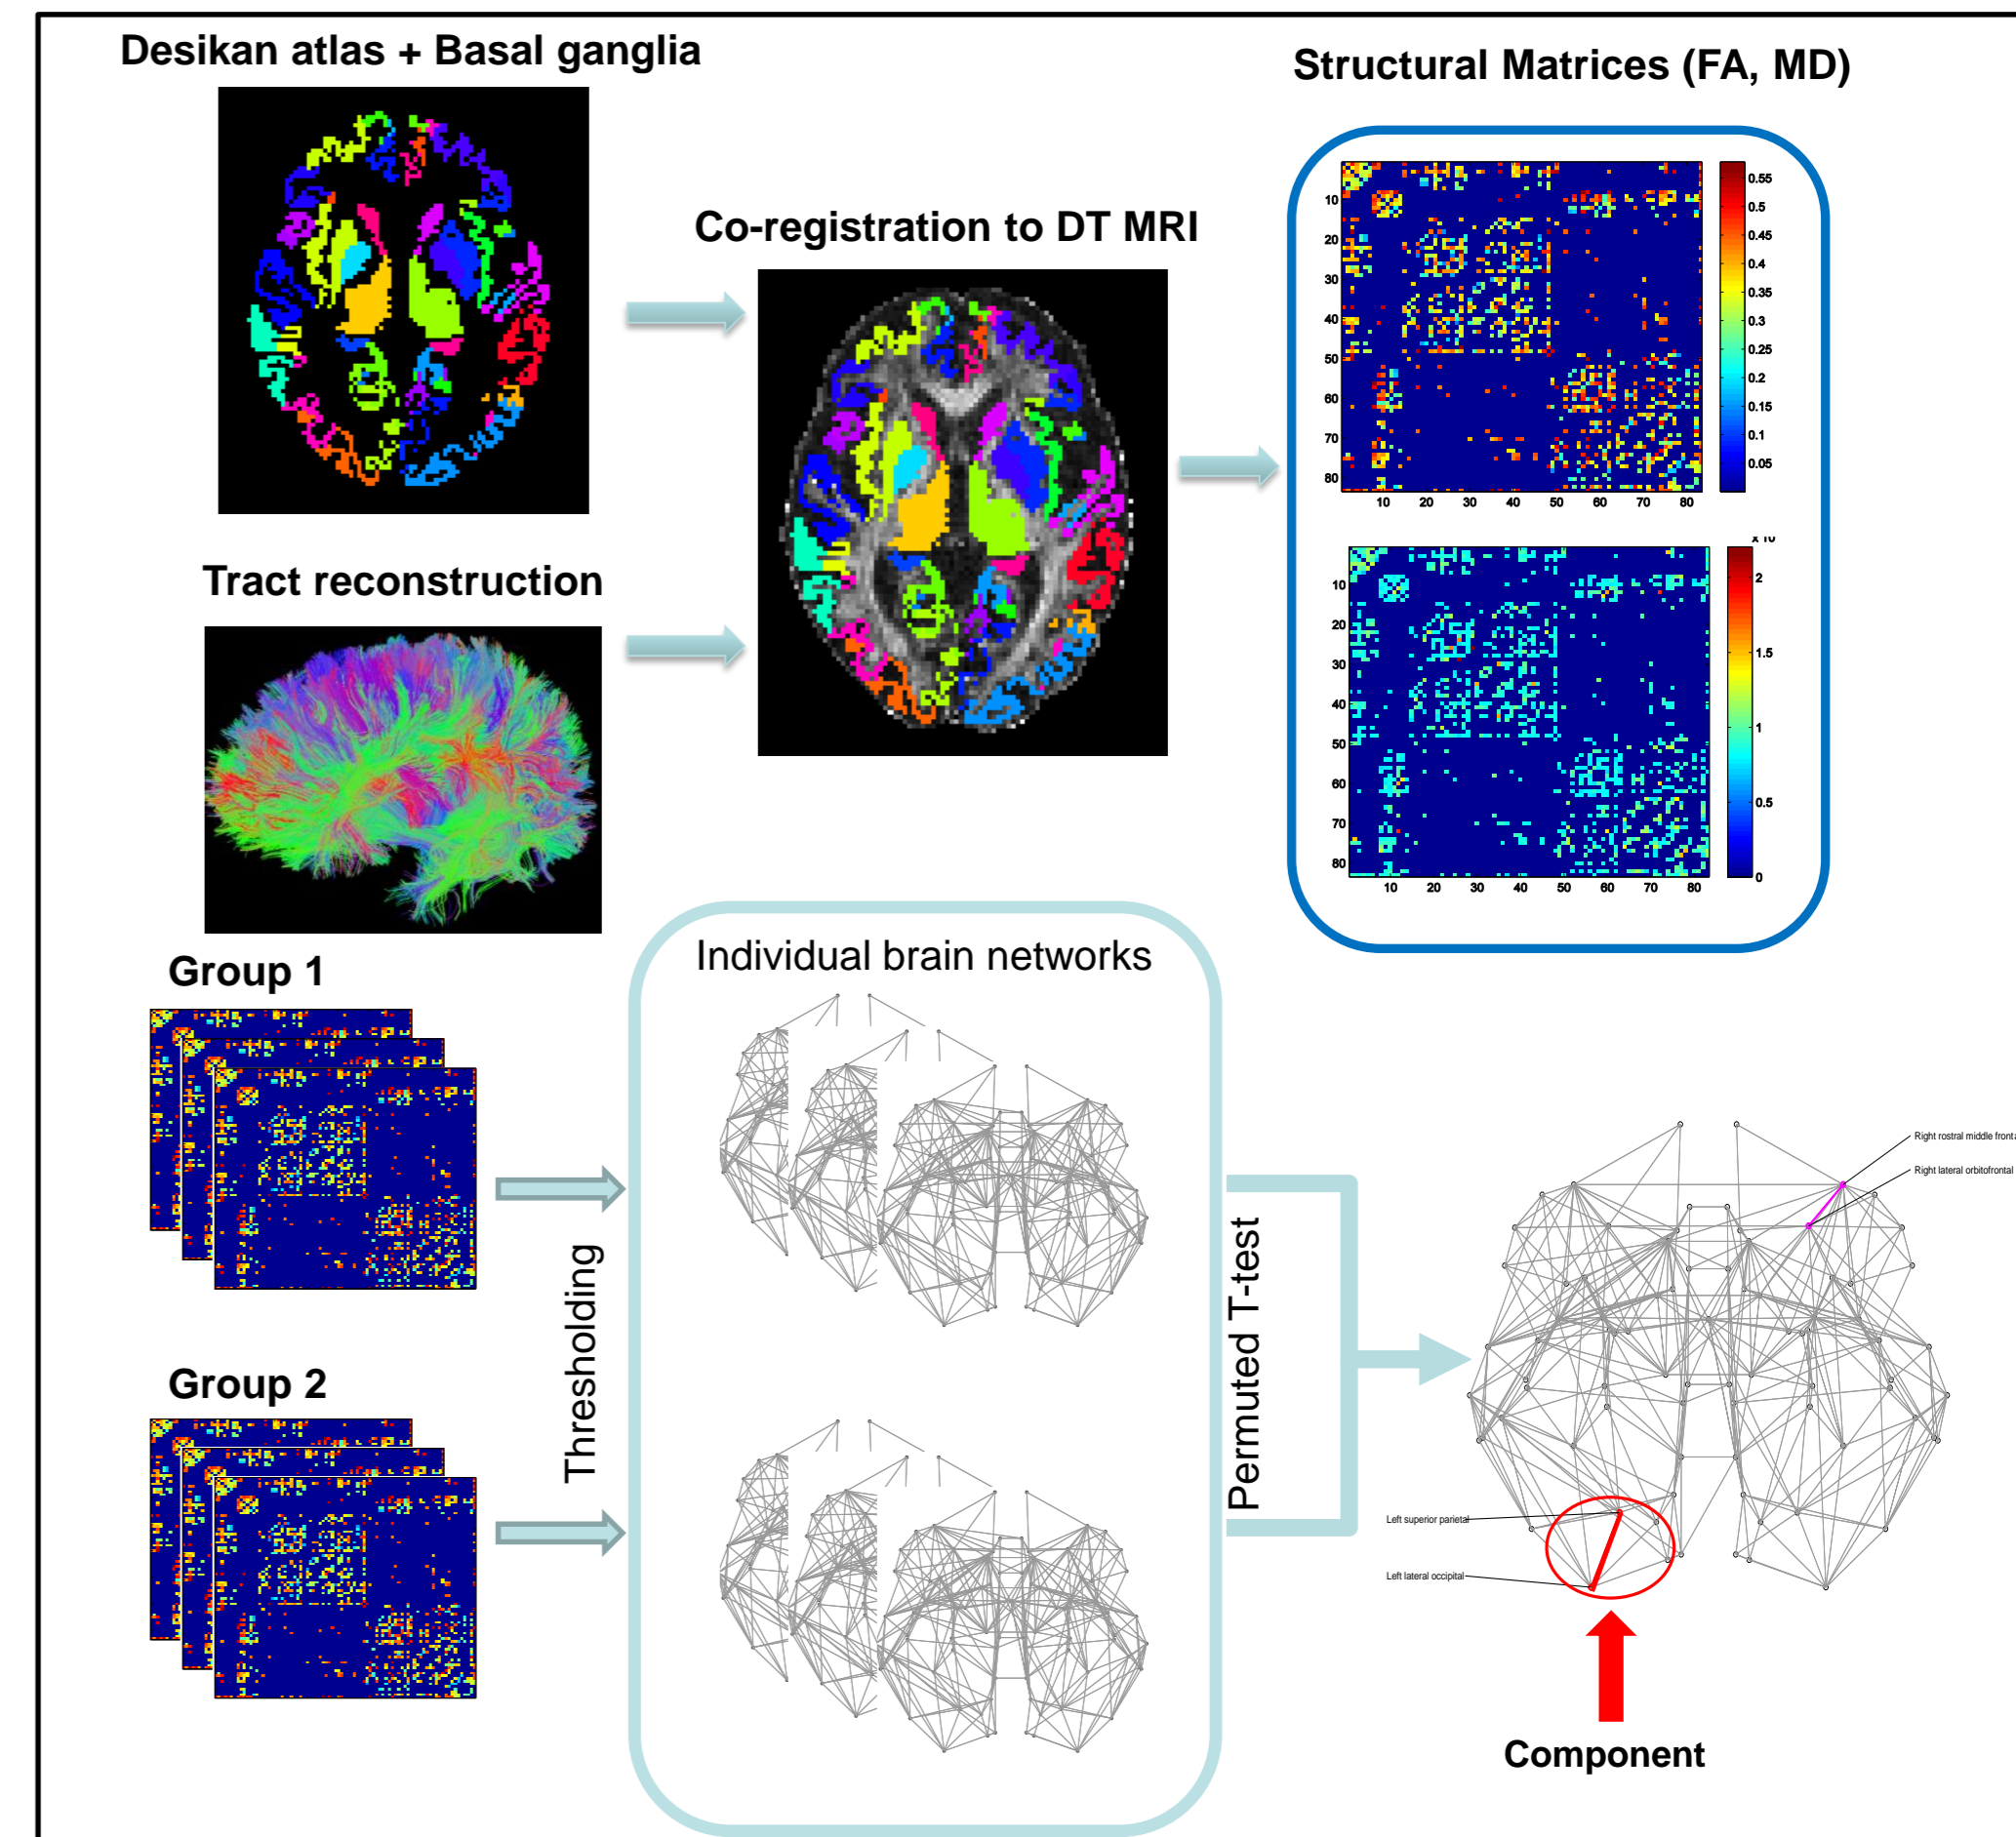 Desikan atlas + Basal ganglia
Structural Matrices (FA, MD)
Co-registration to DT MRI
Tract reconstruction
10
20
30
40
50
60
70
80
10 20 30 40 50 60 70 80
0.55
0.5
0.45
0.4
0.35
0.3
0.25
0.2
0.15
0.1
0.05
10
20
30
40
50
60
70
80
10 20 30 40 50 60 70 80
2
1.5
1
0.5
0
Group 1
Group 2
Thresholding
Individual brain networks
Permuted T-test
Right rostral middle fronta
Right lateral orbitofrontal
Left superior parietal
Left lateral occipital
Component